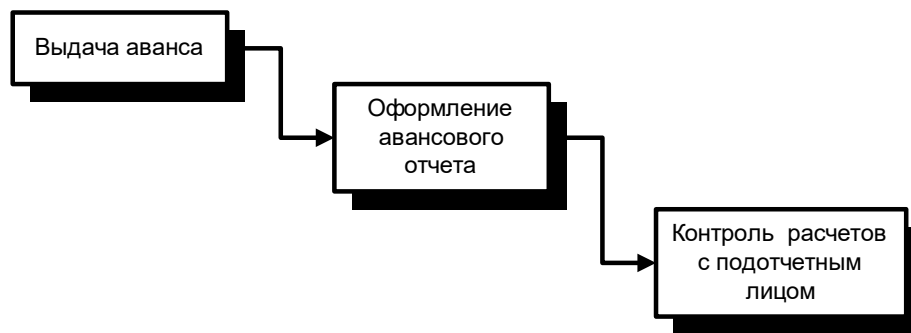 Выдача аванса
Оформление
авансового
отчета
Контроль расчетов
с подотчетным
лицом